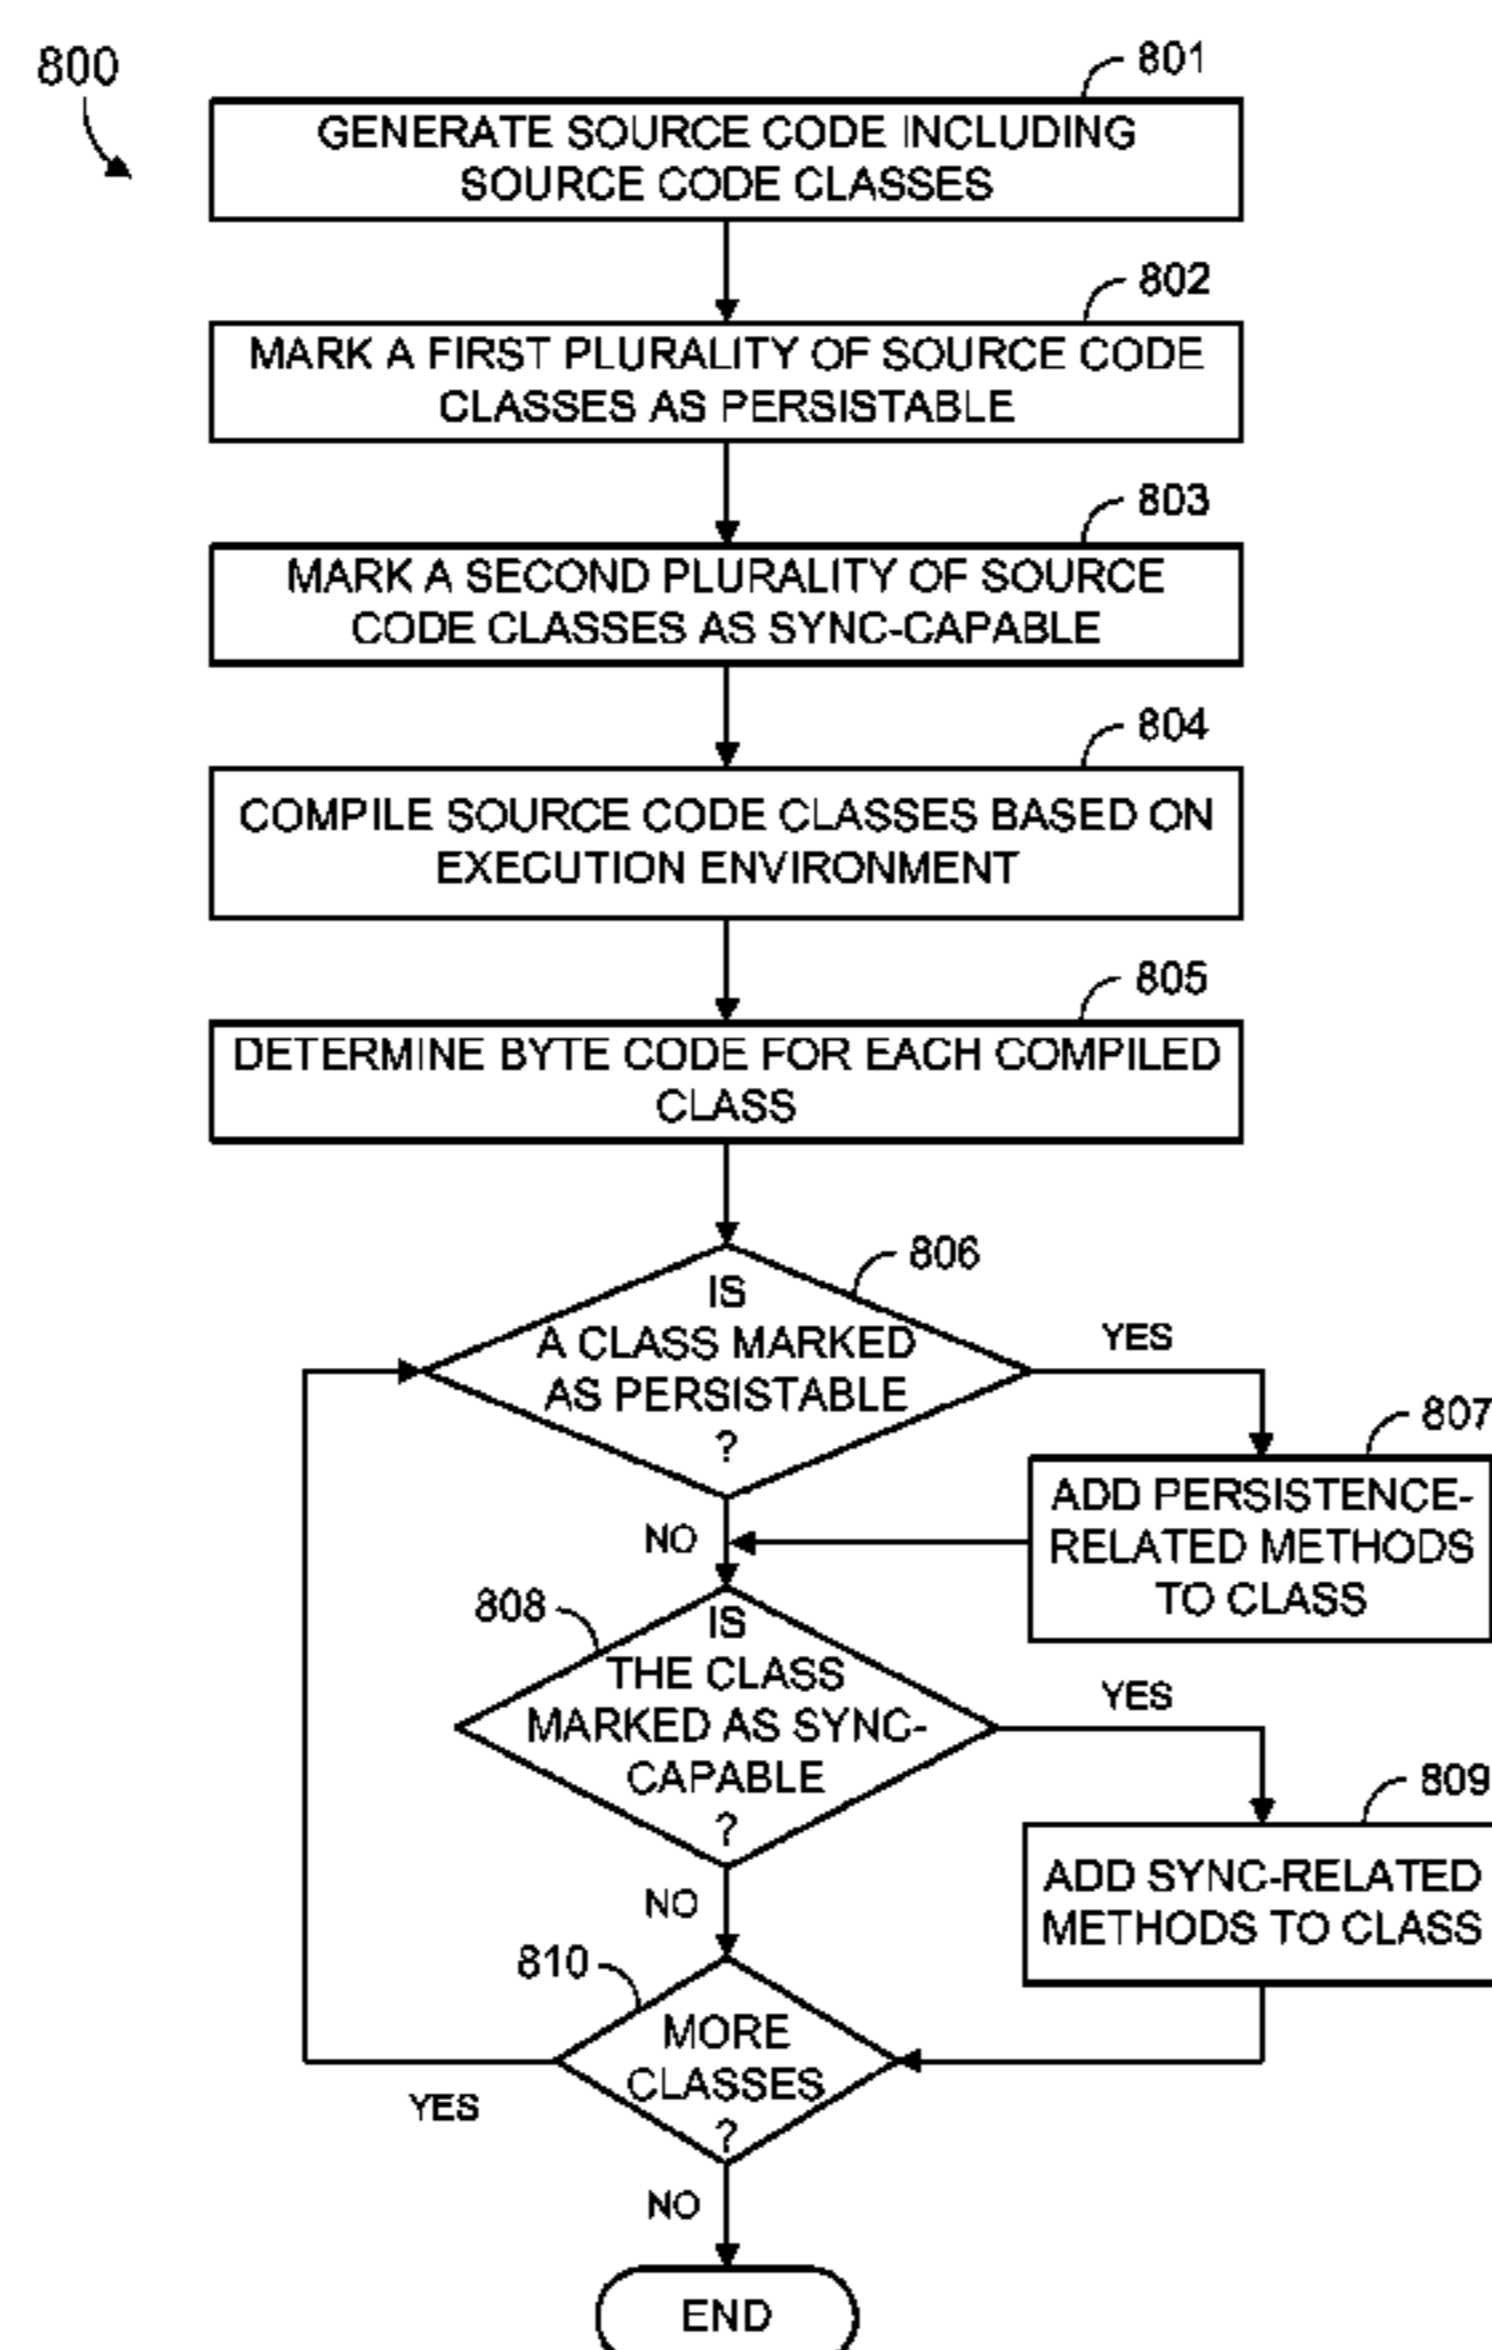 800
801
GENERATE SOURCE CODE INCLUDING
SOURCE CODE CLASSES
802
MARK A FIRST PLURALITY OF SOURCE CODE
CLASSES AS PERSISTABLE
803
MARK A SECOND PLURALITY OF SOURCE
CODE CLASSES AS SYNC-CAPABLE
804
COMPILE SOURCE CODE CLASSES BASED ON
EXECUTION ENVIRONMENT
805
DETERMINE BYTE CODE FOR EACH COMPILED
CLASS
806
IS
A CLASS MARKED
AS PERSISTABLE
?
YES
807
ADD PERSISTENCE-
RELATED METHODS
TO CLASS
NO
808
IS
THE CLASS
MARKED AS SYNC-
CAPABLE
?
YES
809
ADD SYNC-RELATED
METHODS TO CLASS
NO
810
MORE
CLASSES
?
YES
NO
END